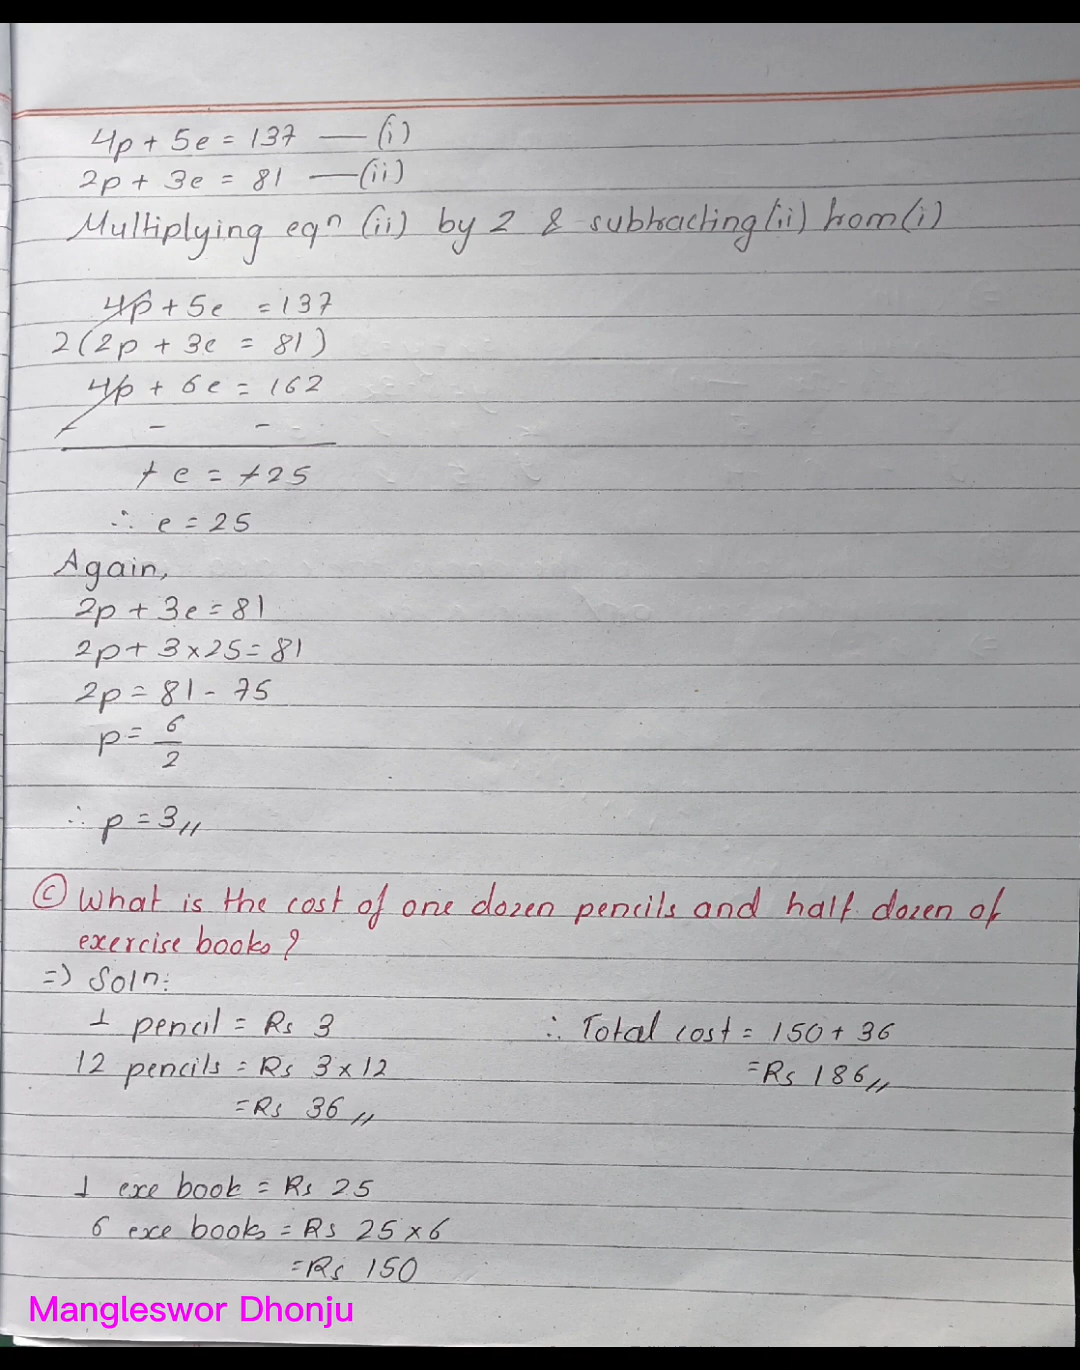 4p + 5e = 137 — (i)
2p + 3e = 81 — (ii)
Multiplying eqn (ii) by 2 & subtracting (ii) from (i)
4p + 5e = 137
2(2p + 3e = 81)
4p + 6e = 162
- - -
+ e = +25
∴ e = 25
Again,
2p + 3e = 81
2p + 3 × 25 = 81
2p = 81 - 75
p = 6/2
∴ p = 3//
(c) What is the cost of one dozen pencils and half dozen of
exercise books?
=) Soln:
1 pencil = Rs 3
12 pencils = Rs 3 × 12
= Rs 36 //
1 exe book = Rs 25
6 exe books = Rs 25 × 6
= Rs 150
∴ Total cost = 150 + 36
= Rs 186 //
Mangleswor Dhonju